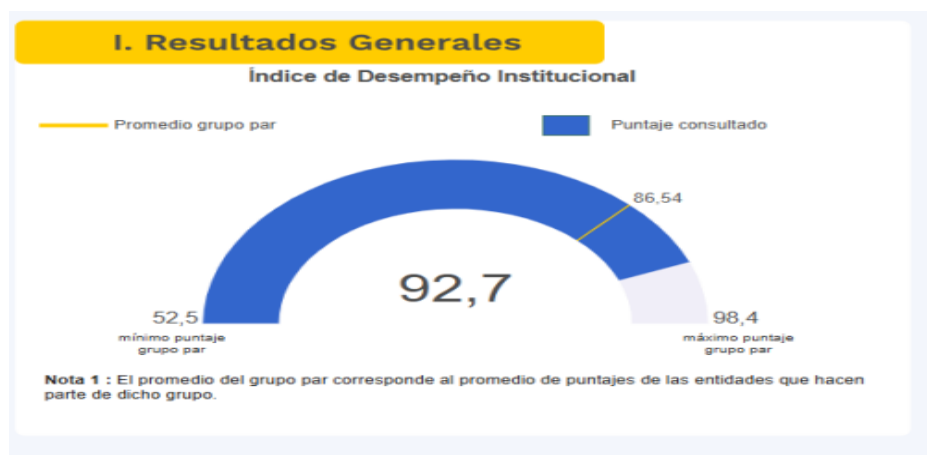 I. Resultados Generales
Índice de Desempeño Institucional
Promedio grupo par
Puntaje consultado
86,54
92,7
52,5
mínimo puntaje
grupo par
98,4
máximo puntaje
grupo par
Nota 1 : El promedio del grupo par corresponde al promedio de puntajes de las entidades que hacen
parte de dicho grupo.